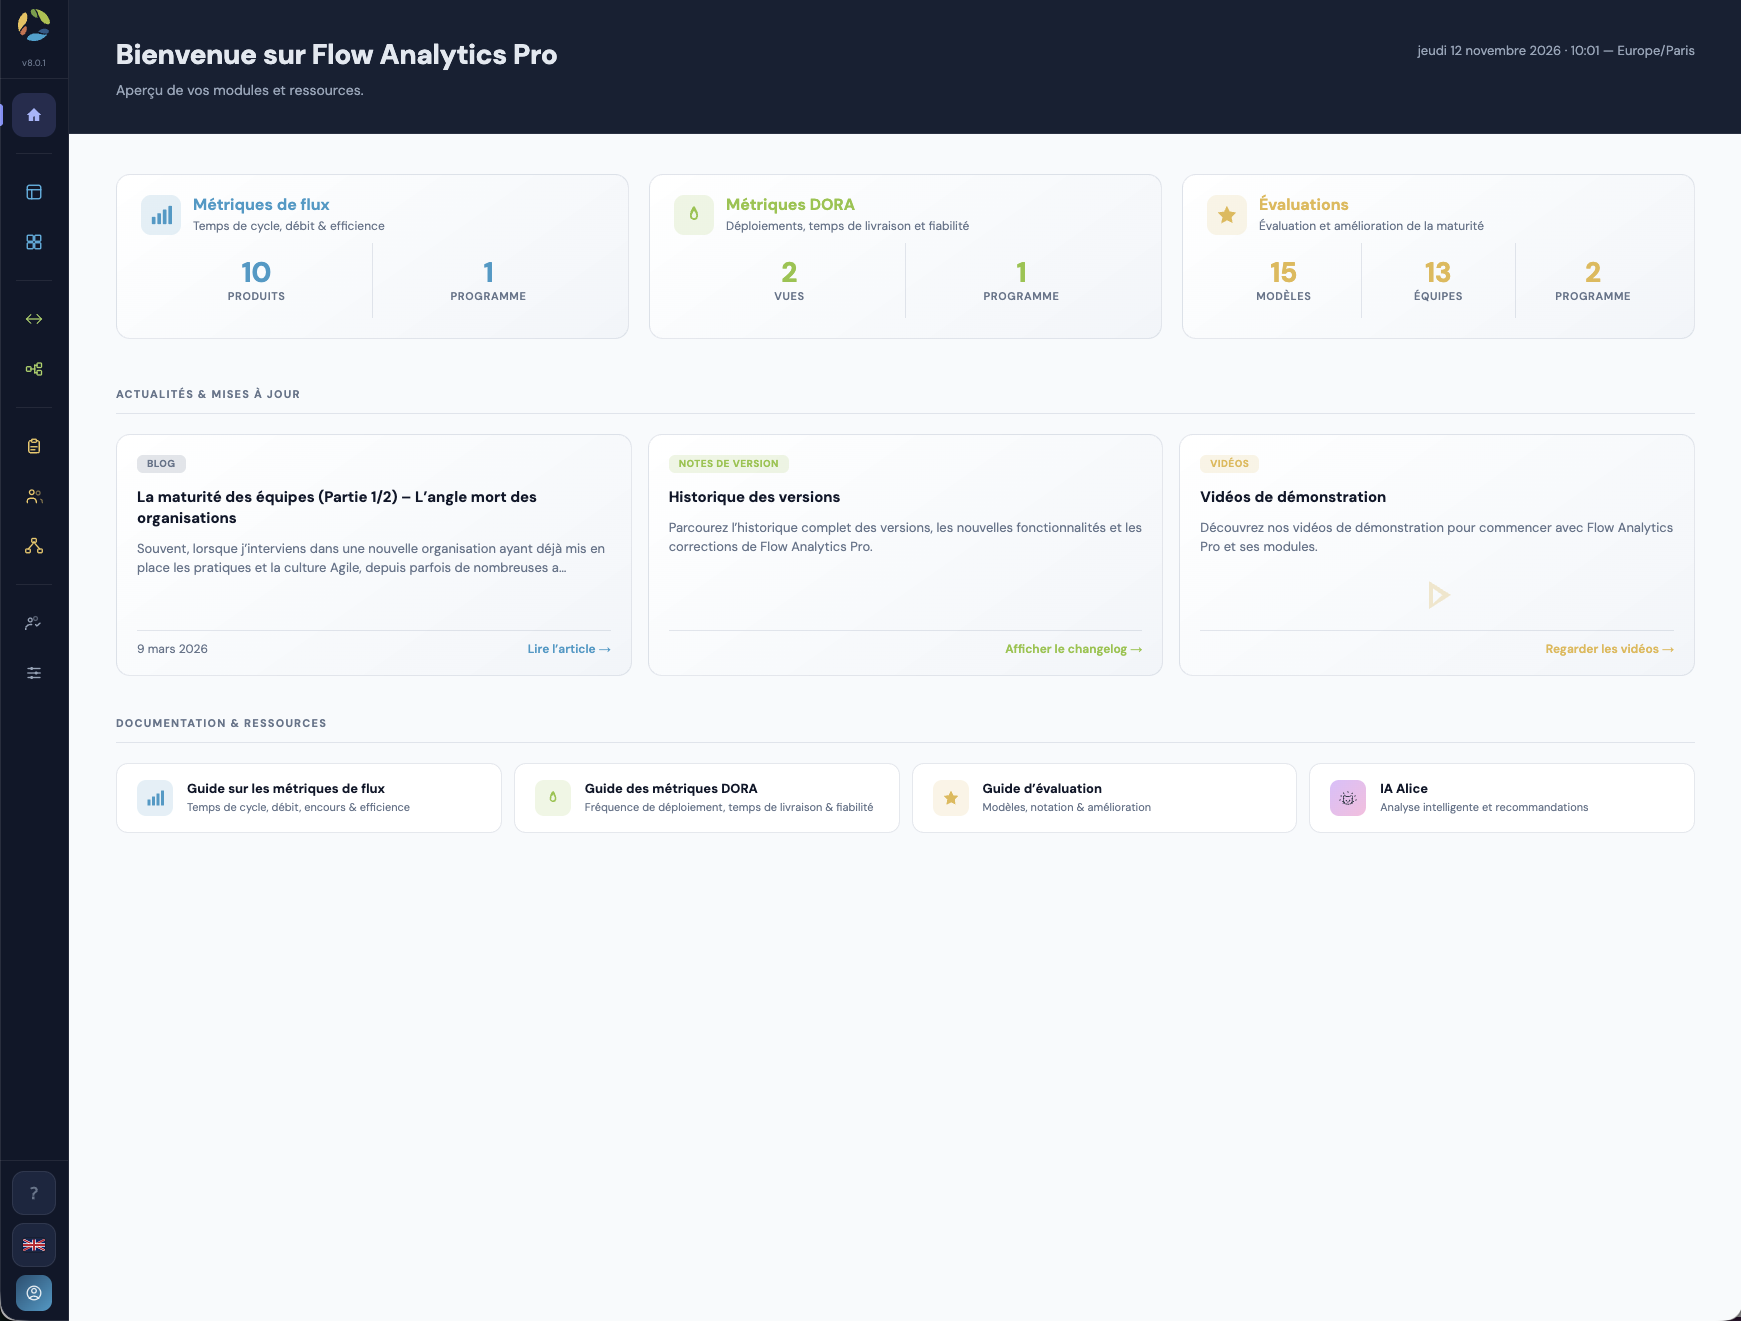 v8.0.1
Bienvenue sur Flow Analytics Pro
jeudi 12 novembre 2026 · 10:01 — Europe/Paris
Aperçu de vos modules et ressources.
Métriques de flux
Temps de cycle, débit & efficience
10
PRODUITS
1
PROGRAMME
Métriques DORA
Déploiements, temps de livraison et fiabilité
2
VUES
1
PROGRAMME
Évaluations
Évaluation et amélioration de la maturité
15
MODÈLES
13
ÉQUIPES
2
PROGRAMME
ACTUALITÉS & MISES À JOUR
BLOG
La maturité des équipes (Partie 1/2) – L’angle mort des
organisations
Souvent, lorsque j’interviens dans une nouvelle organisation ayant déjà mis en
place les pratiques et la culture Agile, depuis parfois de nombreuses a…
9 mars 2026
Lire l’article →
NOTES DE VERSION
Historique des versions
Parcourez l’historique complet des versions, les nouvelles fonctionnalités et les
corrections de Flow Analytics Pro.
Afficher le changelog →
VIDÉOS
Vidéos de démonstration
Découvrez nos vidéos de démonstration pour commencer avec Flow Analytics
Pro et ses modules.
Regarder les vidéos →
DOCUMENTATION & RESSOURCES
Guide sur les métriques de flux
Temps de cycle, débit, encours & efficience
Guide des métriques DORA
Fréquence de déploiement, temps de livraison & fiabilité
Guide d’évaluation
Modèles, notation & amélioration
IA Alice
Analyse intelligente et recommandations
?